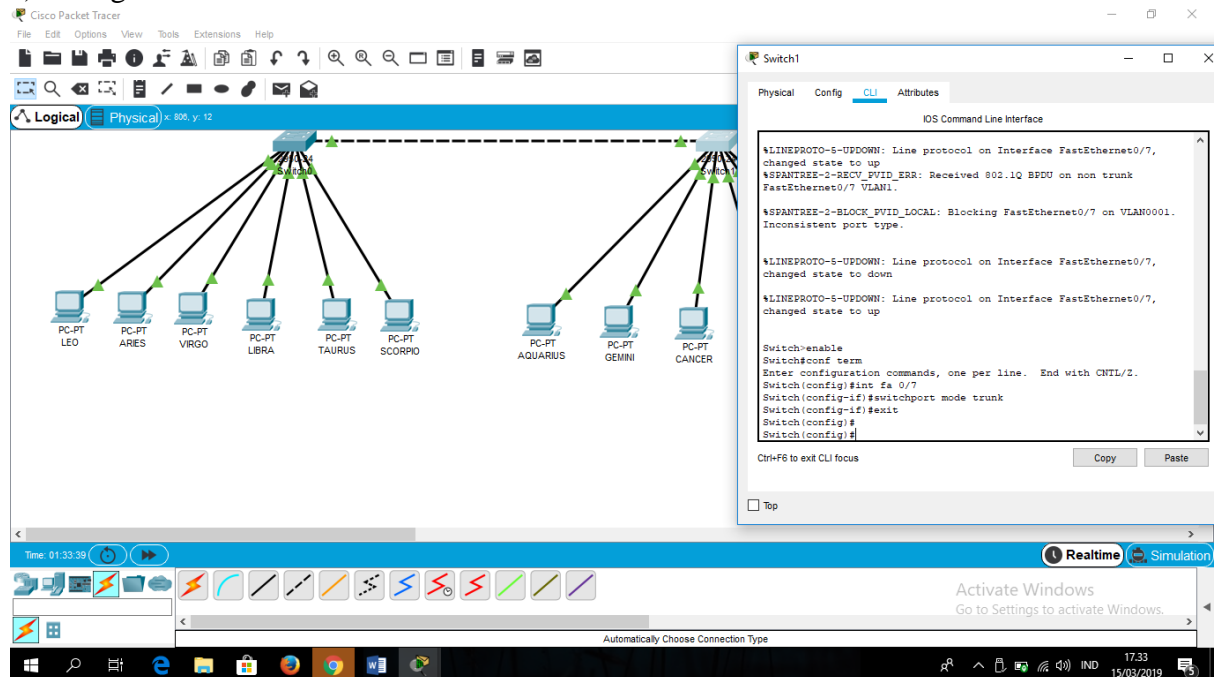 Cisco Packet Tracer
File Edit Options View Tools Extensions Help
Logical
Physical
x: 806, y: 12
Switch0
Switch1
PC-PT
LEO
PC-PT
ARIES
PC-PT
VIRGO
PC-PT
LIBRA
PC-PT
TAURUS
PC-PT
SCORPIO
PC-PT
AQUARIUS
PC-PT
GEMINI
PC-PT
CANCER
Switch1
Physical Config CLI Attributes
IOS Command Line Interface
%LINEPROTO-5-UPDOWN: Line protocol on Interface FastEthernet0/7,
changed state to up
%SPANTREE-2-RECV_PVID_ERR: Received 802.1Q BPDU on non trunk
FastEthernet0/7 VLAN1.
%SPANTREE-2-BLOCK_PVID_LOCAL: Blocking FastEthernet0/7 on VLAN0001.
Inconsistent port type.
%LINEPROTO-5-UPDOWN: Line protocol on Interface FastEthernet0/7,
changed state to down
%LINEPROTO-5-UPDOWN: Line protocol on Interface FastEthernet0/7,
changed state to up
Switch>enable
Switch#conf term
Enter configuration commands, one per line. End with CNTL/Z.
Switch(config)#int fa 0/7
Switch(config-if)#switchport mode trunk
Switch(config-if)#exit
Switch(config)#
Switch(config)#
Ctrl+F6 to exit CLI focus
Copy
Paste
Top
Time: 01:33:39
Realtime
Simulation
Activate Windows
Go to Settings to activate Windows.
Automatically Choose Connection Type
IND
17.33
15/03/2019
5